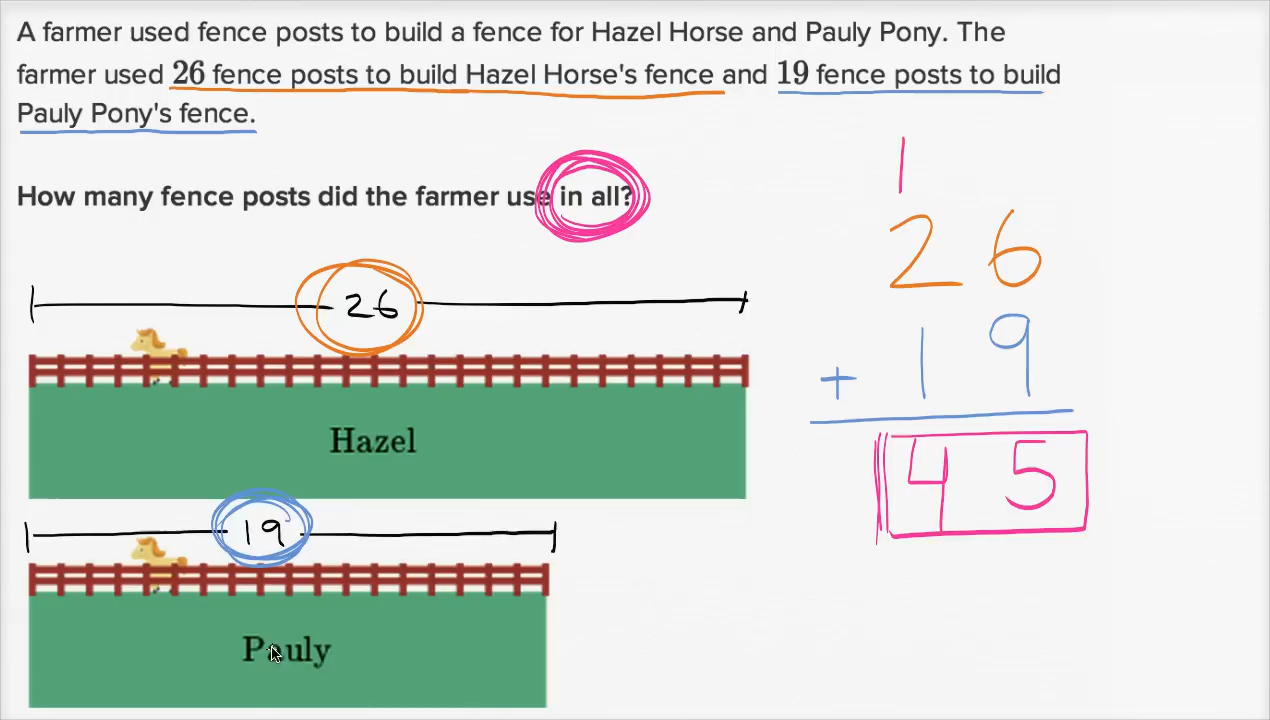 A farmer used fence posts to build a fence for Hazel Horse and Pauly Pony. The
farmer used 26 fence posts to build Hazel Horse's fence and 19 fence posts to build
Pauly Pony's fence.
How many fence posts did the farmer use in all?
26
Hazel
19
Pauly
1
26
+ 19
45